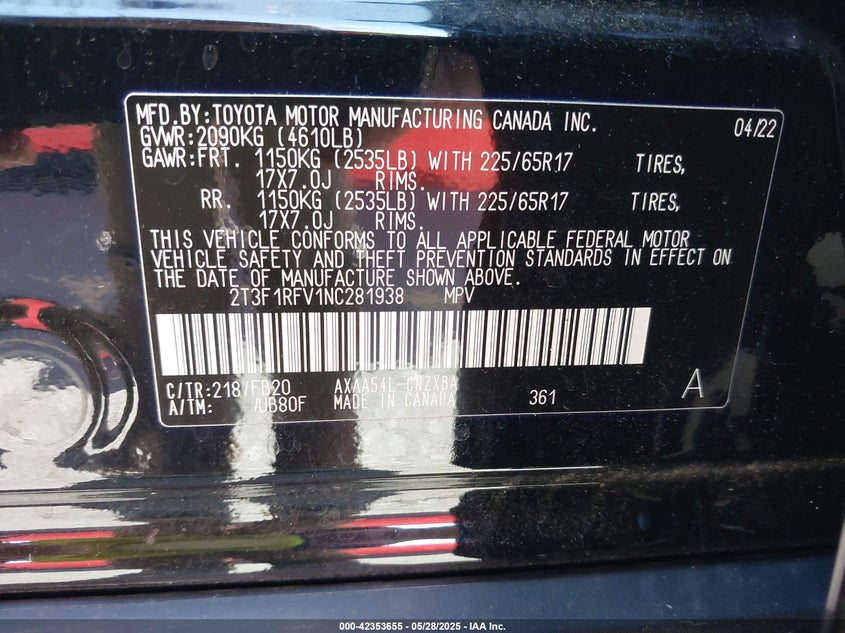 MFD.BY:TOYOTA MOTOR MANUFACTURING CANADA INC. 04/22
GVWR:2090KG (4610LB)
GAWR:FRT. 1150KG (2535LB) WITH 225/65R17 TIRES,
17X7.0J RIMS.
RR. 1150KG (2535LB) WITH 225/65R17 TIRES,
17X7.0J RIMS.
THIS VEHICLE CONFORMS TO ALL APPLICABLE FEDERAL MOTOR
VEHICLE SAFETY AND THEFT PREVENTION STANDARDS IN EFFECT ON
THE DATE OF MANUFACTURE SHOWN ABOVE.
2T3F1RFV1NC281938 MPV
C/TR:218/FB20 AXAA54L-CNZXBA A
A/TM: /UB80F MADE IN CANADA 361
000-42353655 - 05/28/2025 - IAA Inc.